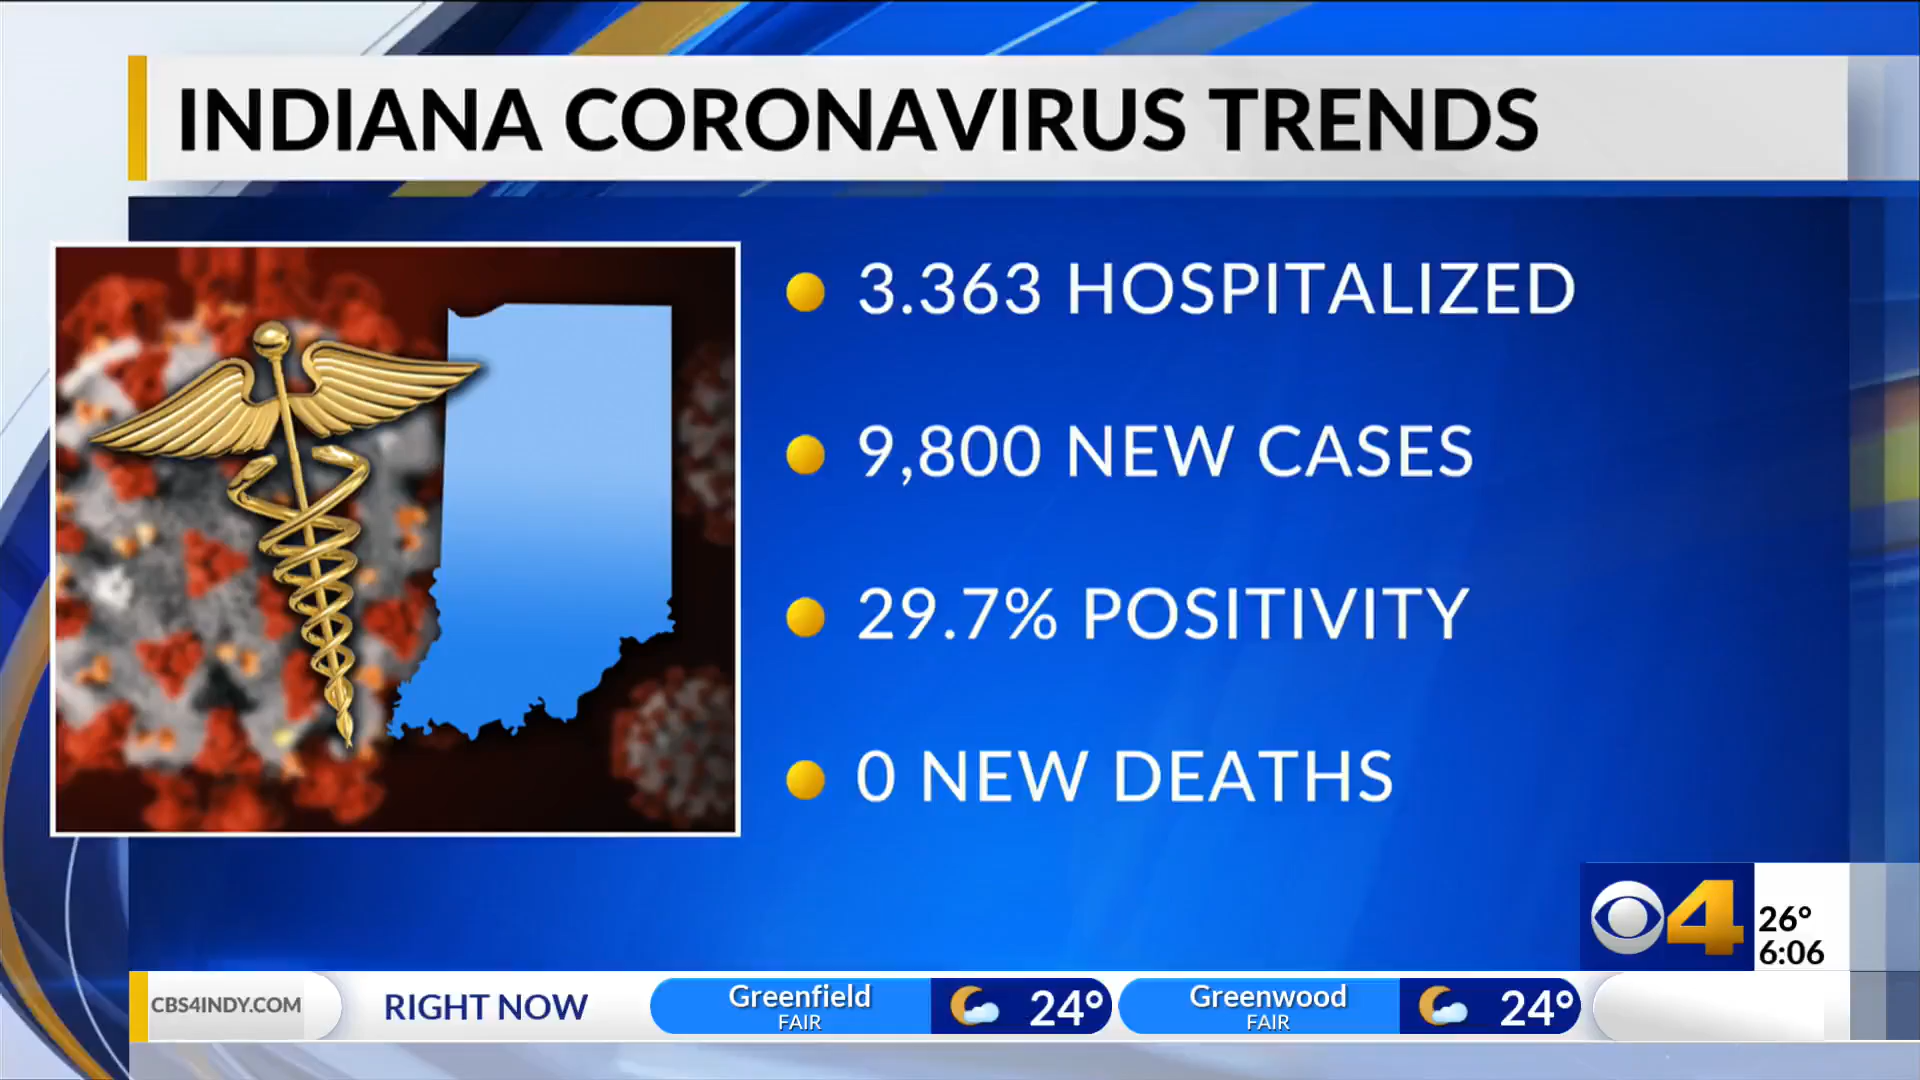 INDIANA CORONAVIRUS TRENDS
3.363 HOSPITALIZED
9,800 NEW CASES
29.7% POSITIVITY
0 NEW DEATHS
4
26°
6:06
CBS4INDY.COM
RIGHT NOW
Greenfield
FAIR
24°
Greenwood
FAIR
24°